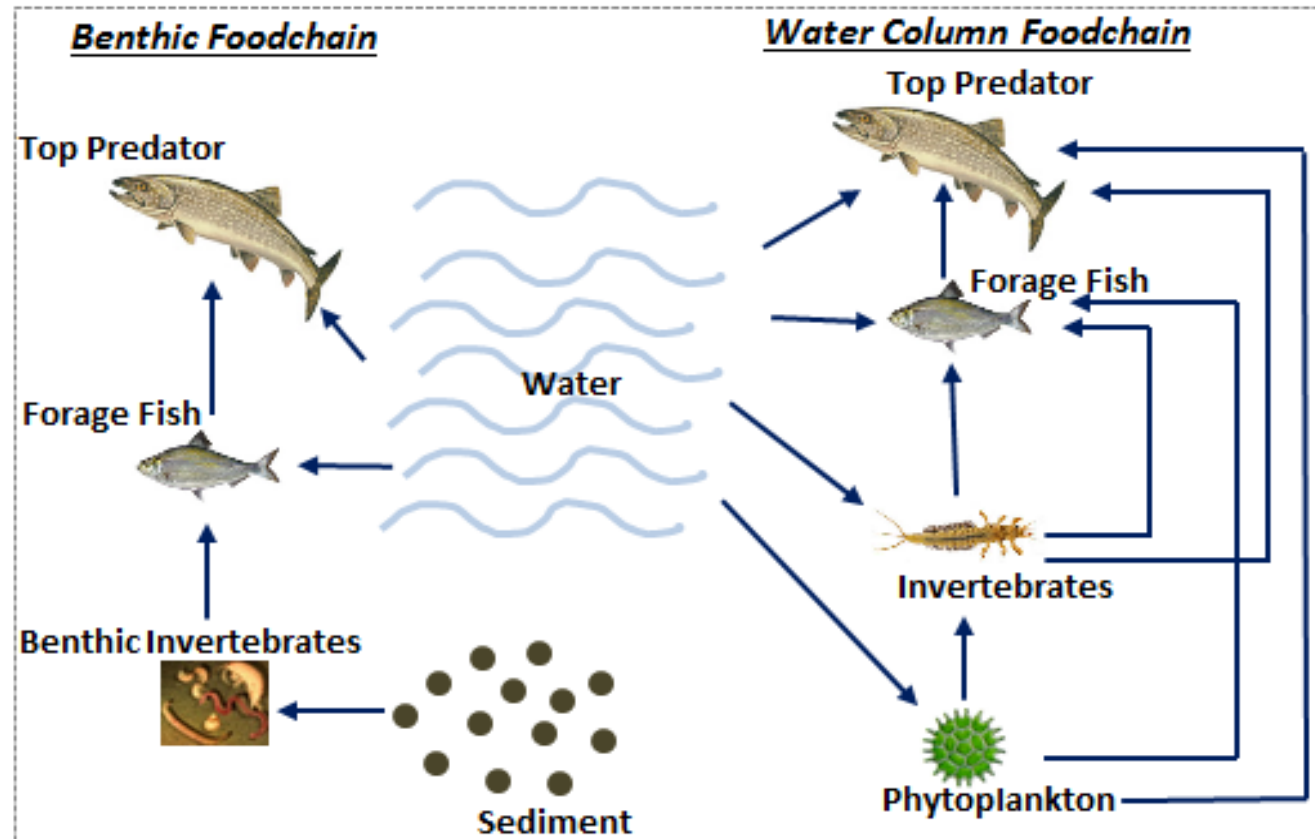 Benthic Foodchain
Water Column Foodchain
Top Predator
Top Predator
Forage Fish
Water
Forage Fish
Invertebrates
Benthic Invertebrates
Phytoplankton
Sediment